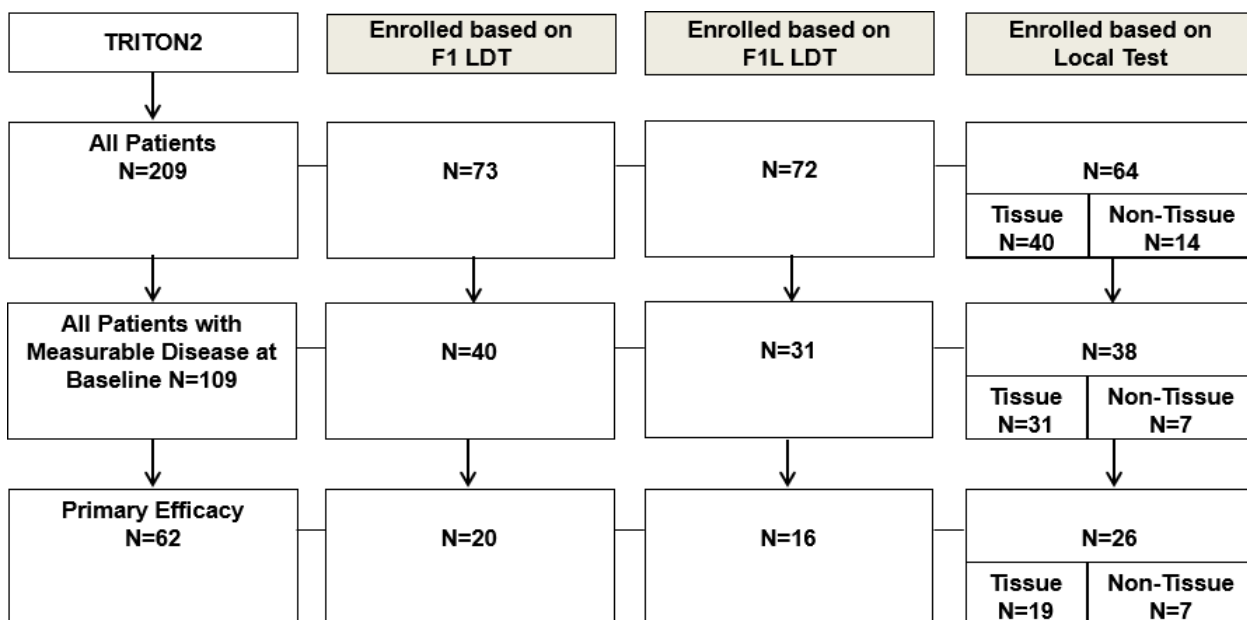 TRITON2
Enrolled based on
F1 LDT
Enrolled based on
F1L LDT
Enrolled based on
Local Test
All Patients
N=209
N=73
N=72
N=64
Tissue
N=40
Non-Tissue
N=14
All Patients with
Measurable Disease at
Baseline N=109
N=40
N=31
N=38
Tissue
N=31
Non-Tissue
N=7
Primary Efficacy
N=62
N=20
N=16
N=26
Tissue
N=19
Non-Tissue
N=7